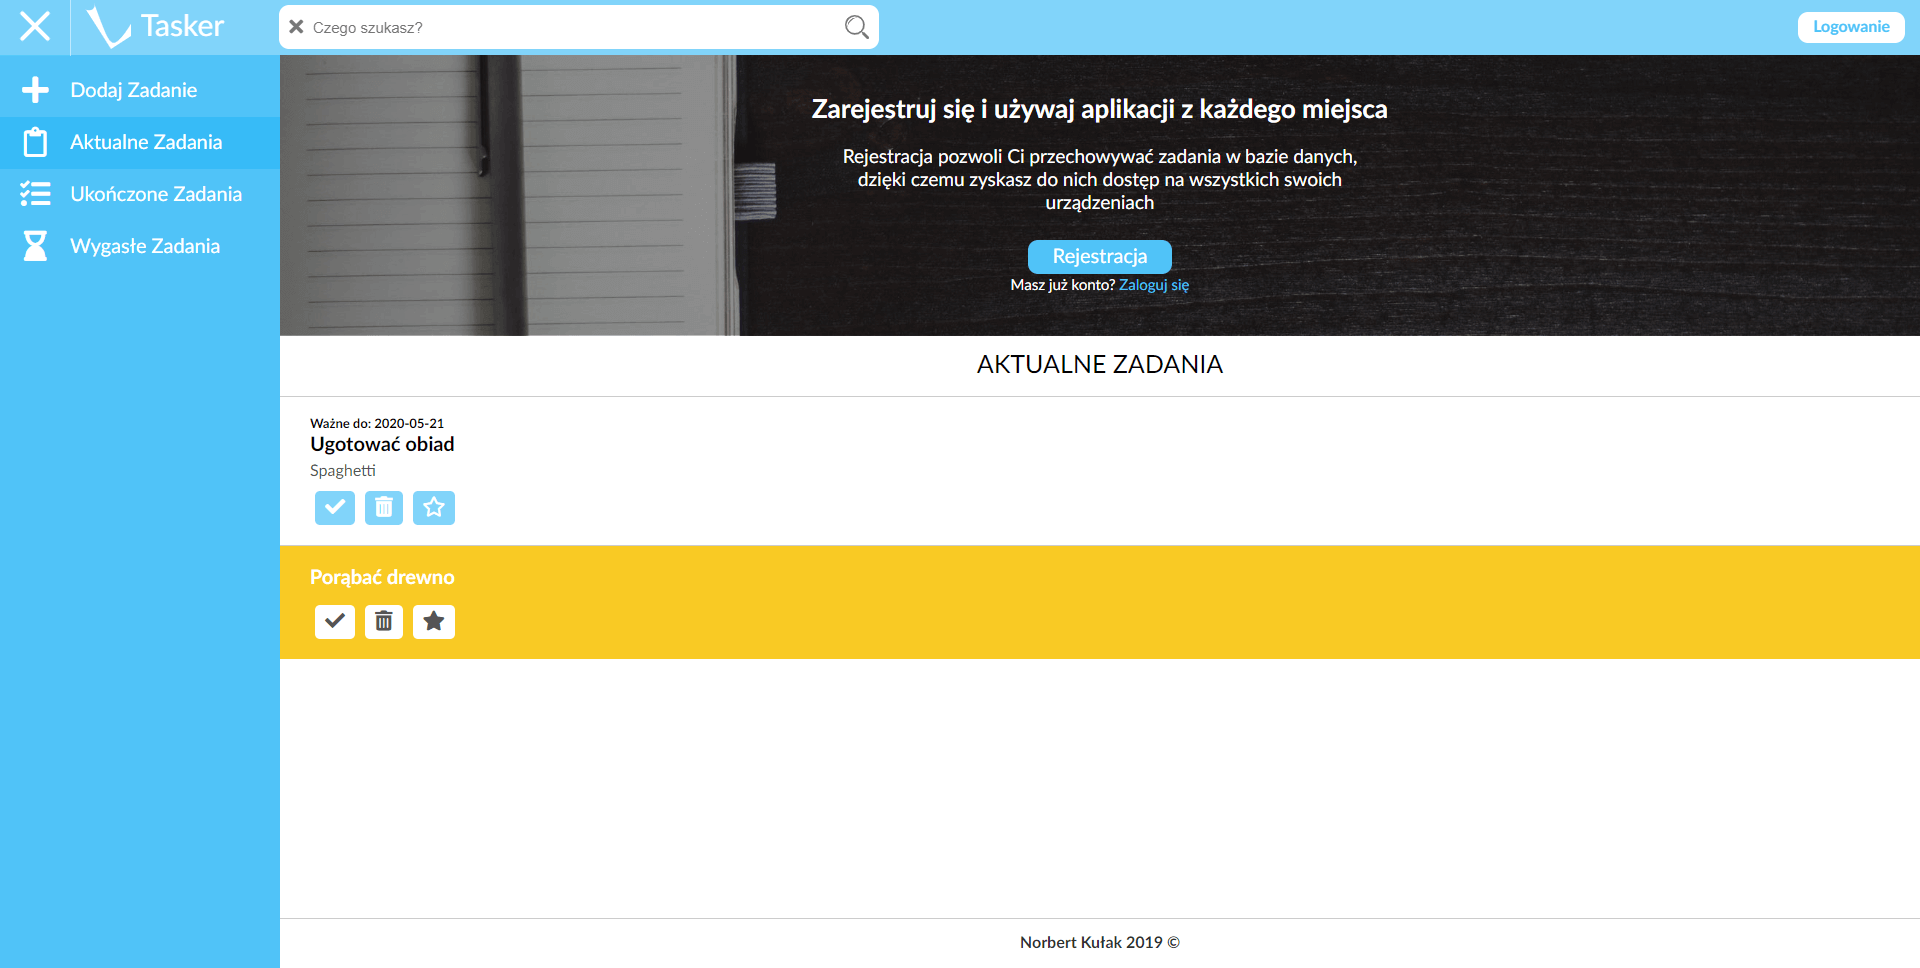 Tasker
Czego szukasz?
Logowanie
Dodaj Zadanie
Aktualne Zadania
Ukończone Zadania
Wygasłe Zadania
Zarejestruj się i używaj aplikacji z każdego miejsca
Rejestracja pozwoli Ci przechowywać zadania w bazie danych,
dzięki czemu zyskasz do nich dostęp na wszystkich swoich
urządzeniach
Rejestracja
Masz już konto? Zaloguj się
AKTUALNE ZADANIA
Ważne do: 2020-05-21
Ugotować obiad
Spaghetti
Porąbać drewno
Norbert Kułak 2019 ©